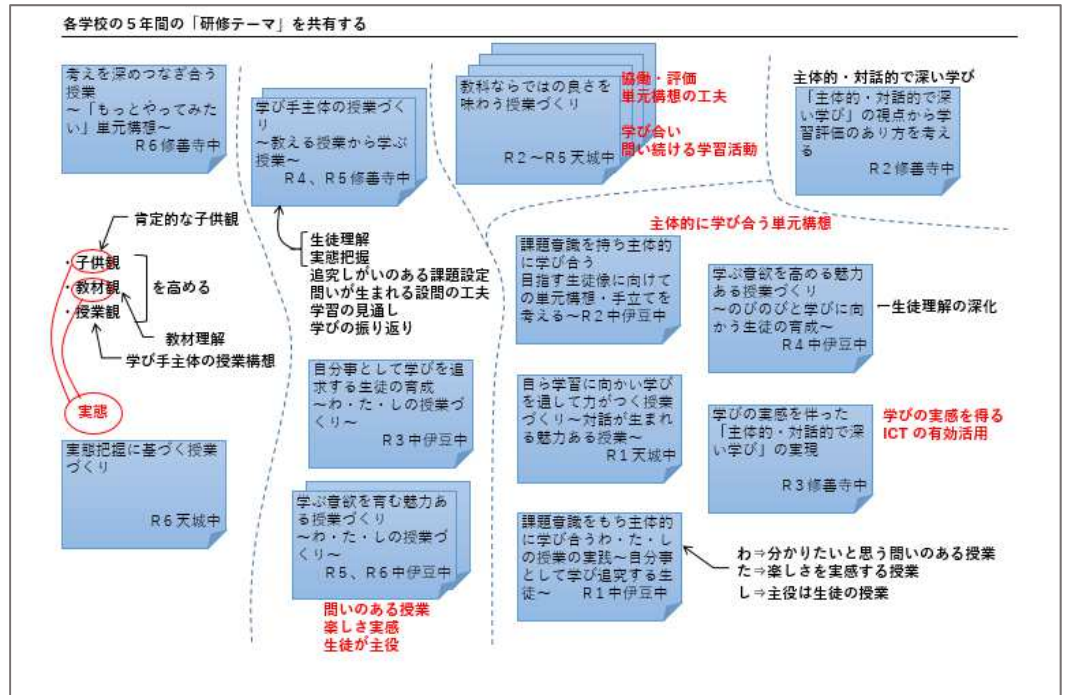 各学校の５年間の「研修テーマ」を共有する
考えを深めつなぎ合う
授業
～「もっとやってみた
い」単元構想～
R６修善寺中
肯定的な子供観
・子供観
・教材観
・授業観
を高める
教材理解
学び手主体の授業構想
実態
実態把握に基づく授業
づくり
R６天城中
学び手主体の授業づく
り
～教える授業から学ぶ
授業～
R４、R５修善寺中
生徒理解
実態把握
追究しがいのある課題設定
問いが生まれる設問の工夫
学習の見通し
学びの振り返り
自分事として学びを追
求する生徒の育成
～わ・た・しの授業づ
くり～
R３中伊豆中
学ぶ意欲を育む魅力あ
る授業づくり
～わ・た・しの授業づ
くり～
R５、R６中伊豆中
問いのある授業
楽しさ実感
生徒が主役
教科ならではの良さを
味わう授業づくり
R２～R５天城中
協働・評価
単元構想の工夫
学び合い
問い続ける学習活動
主体的・対話的で深い学び
「主体的・対話的で深
い学び」の視点から学
習評価のあり方を考え
る
R２修善寺中
主体的に学び合う単元構想
課題意識を持ち主体的
に学び合う
目指す生徒像に向けて
の単元構想・手立てを
考える～R２中伊豆中
学ぶ意欲を高める魅力
ある授業づくり
～のびのびと学びに向
かう生徒の育成～
R４中伊豆中
生徒理解の深化
自ら学習に向かい学び
を通して力がつく授業
づくり～対話が生まれ
る魅力ある授業～
R１天城中
学びの実感を伴った
「主体的・対話的で深
い学び」の実現
R３修善寺中
学びの実感を得る
ICT の有効活用
課題意識をもち主体的
に学び合うわ・た・し
の授業の実践～自分事
として学び追究する生
徒～　R１中伊豆中
わ⇒分かりたいと思う問いのある授業
た⇒楽しさを実感する授業
し⇒主役は生徒の授業